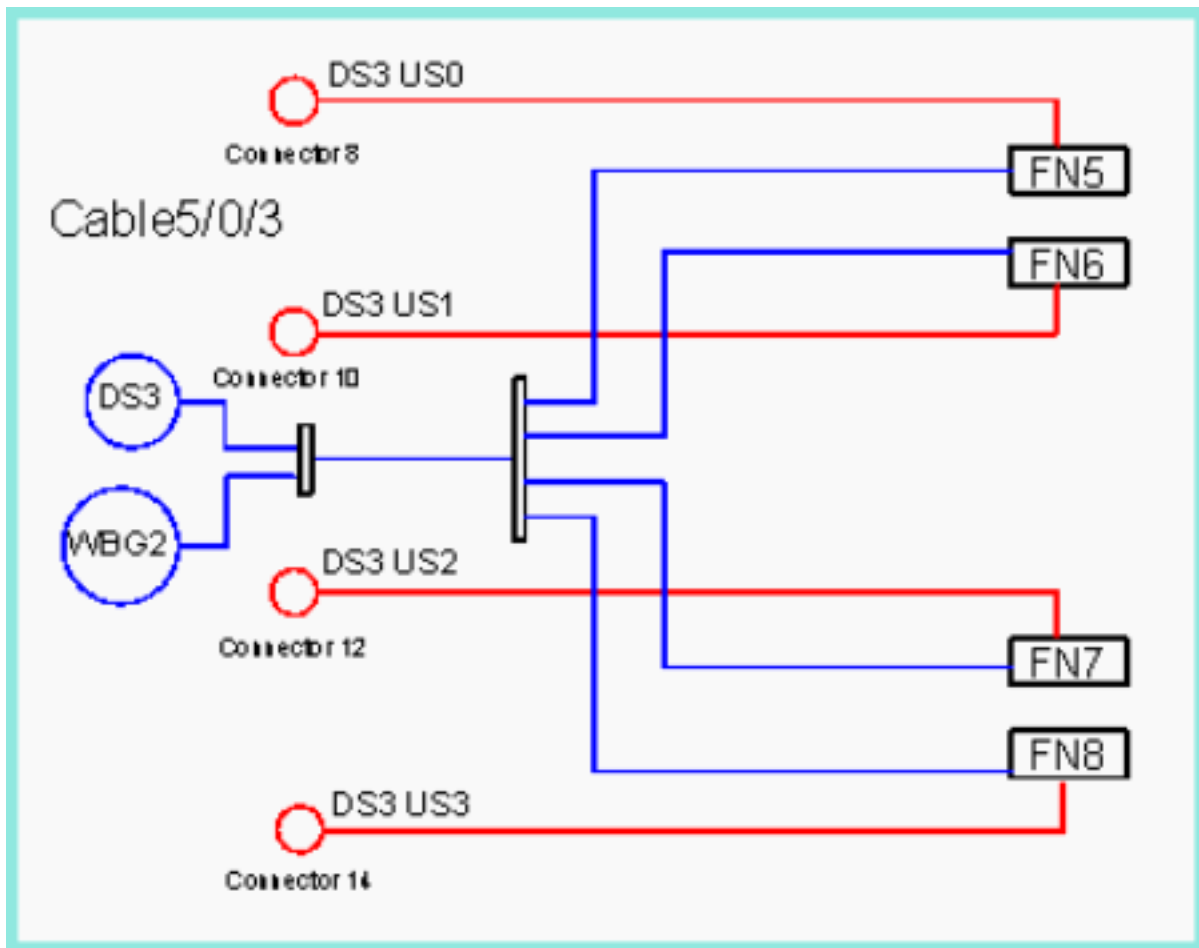 DS3 US0
Connector 8
FN5
Cable5/0/3
FN6
DS3 US1
Connector 10
DS3
WBG2
DS3 US2
Connector 12
FN7
FN8
DS3 US3
Connector 14